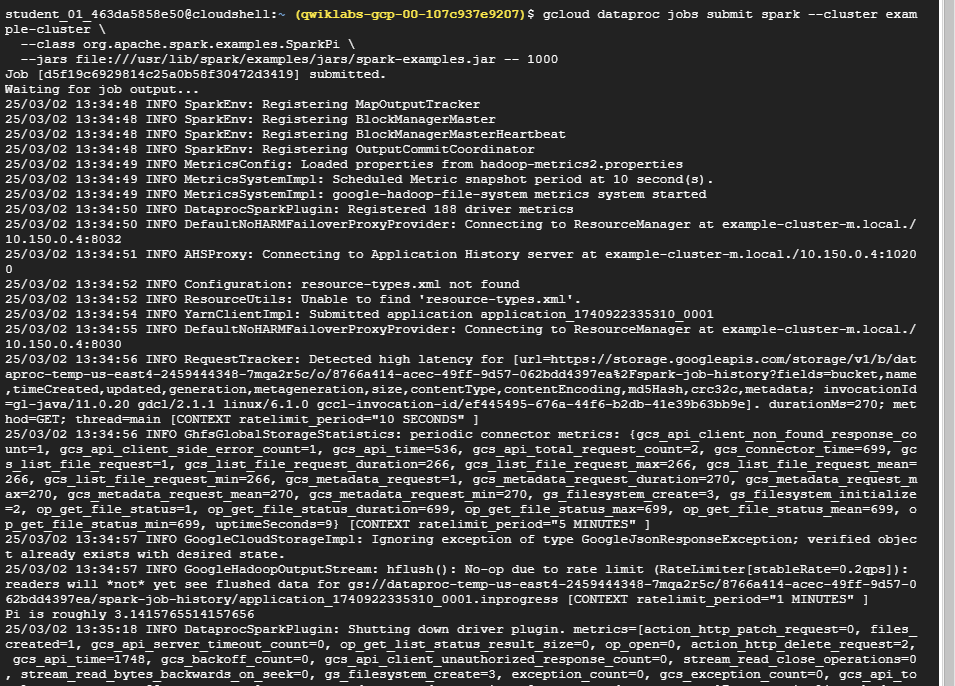 student_01_463da5858e50@cloudshell:~ (qwiklabs-gcp-00-107c937e9207)$ gcloud dataproc jobs submit spark --cluster exam
ple-cluster \
  --class org.apache.spark.examples.SparkPi \
  --jars file:///usr/lib/spark/examples/jars/spark-examples.jar -- 1000
Job [d5f19c6929814c25a0b58f30472d3419] submitted.
Waiting for job output...
25/03/02 13:34:48 INFO SparkEnv: Registering MapOutputTracker
25/03/02 13:34:48 INFO SparkEnv: Registering BlockManagerMaster
25/03/02 13:34:48 INFO SparkEnv: Registering BlockManagerMasterHeartbeat
25/03/02 13:34:48 INFO SparkEnv: Registering OutputCommitCoordinator
25/03/02 13:34:49 INFO MetricsConfig: Loaded properties from hadoop-metrics2.properties
25/03/02 13:34:49 INFO MetricsSystemImpl: Scheduled Metric snapshot period at 10 second(s).
25/03/02 13:34:49 INFO MetricsSystemImpl: google-hadoop-file-system metrics system started
25/03/02 13:34:50 INFO DataprocSparkPlugin: Registered 188 driver metrics
25/03/02 13:34:50 INFO DefaultNoHARMFailoverProxyProvider: Connecting to ResourceManager at example-cluster-m.local./
10.150.0.4:8032
25/03/02 13:34:51 INFO AHSProxy: Connecting to Application History server at example-cluster-m.local./10.150.0.4:1020
0
25/03/02 13:34:52 INFO Configuration: resource-types.xml not found
25/03/02 13:34:52 INFO ResourceUtils: Unable to find 'resource-types.xml'.
25/03/02 13:34:54 INFO YarnClientImpl: Submitted application application_1740922335310_0001
25/03/02 13:34:55 INFO DefaultNoHARMFailoverProxyProvider: Connecting to ResourceManager at example-cluster-m.local./
10.150.0.4:8030
25/03/02 13:34:56 INFO RequestTracker: Detected high latency for [url=https://storage.googleapis.com/storage/v1/b/dat
aproc-temp-us-east4-2459444348-7mqa2r5c/o/8766a414-acec-49ff-9d57-062bdd4397ea%2Fspark-job-history?fields=bucket,name
,timeCreated,updated,generation,metageneration,size,contentType,contentEncoding,md5Hash,crc32c,metadata; invocationId
=gl-java/11.0.20 gdcl/2.1.1 linux/6.1.0 gccl-invocation-id/ef445495-676a-44f6-b2db-41e39b63bb9e]. durationMs=270; met
hod=GET; thread=main [CONTEXT ratelimit_period="10 SECONDS" ]
25/03/02 13:34:56 INFO GhfsGlobalStorageStatistics: periodic connector metrics: {gcs_api_client_non_found_response_co
unt=1, gcs_api_client_side_error_count=1, gcs_api_time=536, gcs_api_total_request_count=2, gcs_connector_time=699, gc
s_list_file_request=1, gcs_list_file_request_duration=266, gcs_list_file_request_max=266, gcs_list_file_request_mean=
266, gcs_list_file_request_min=266, gcs_metadata_request=1, gcs_metadata_request_duration=270, gcs_metadata_request_m
ax=270, gcs_metadata_request_mean=270, gcs_metadata_request_min=270, gs_filesystem_create=3, gs_filesystem_initialize
=2, op_get_file_status=1, op_get_file_status_duration=699, op_get_file_status_max=699, op_get_file_status_mean=699, o
p_get_file_status_min=699, uptimeSeconds=9} [CONTEXT ratelimit_period="5 MINUTES" ]
25/03/02 13:34:57 INFO GoogleCloudStorageImpl: Ignoring exception of type GoogleJsonResponseException; verified objec
t already exists with desired state.
25/03/02 13:34:57 INFO GoogleHadoopOutputStream: hflush(): No-op due to rate limit (RateLimiter[stableRate=0.2qps]): 
readers will *not* yet see flushed data for gs://dataproc-temp-us-east4-2459444348-7mqa2r5c/8766a414-acec-49ff-9d57-0
62bdd4397ea/spark-job-history/application_1740922335310_0001.inprogress [CONTEXT ratelimit_period="1 MINUTES" ]
Pi is roughly 3.1415765514157656
25/03/02 13:35:18 INFO DataprocSparkPlugin: Shutting down driver plugin. metrics=[action_http_patch_request=0, files_
created=1, gcs_api_server_timeout_count=0, op_get_list_status_result_size=0, op_open=0, action_http_delete_request=2,
 gcs_api_time=1748, gcs_backoff_count=0, gcs_api_client_unauthorized_response_count=0, stream_read_close_operations=0
, stream_read_bytes_backwards_on_seek=0, gs_filesystem_create=3, exception_count=0, gcs_exception_count=0, gcs_api_to